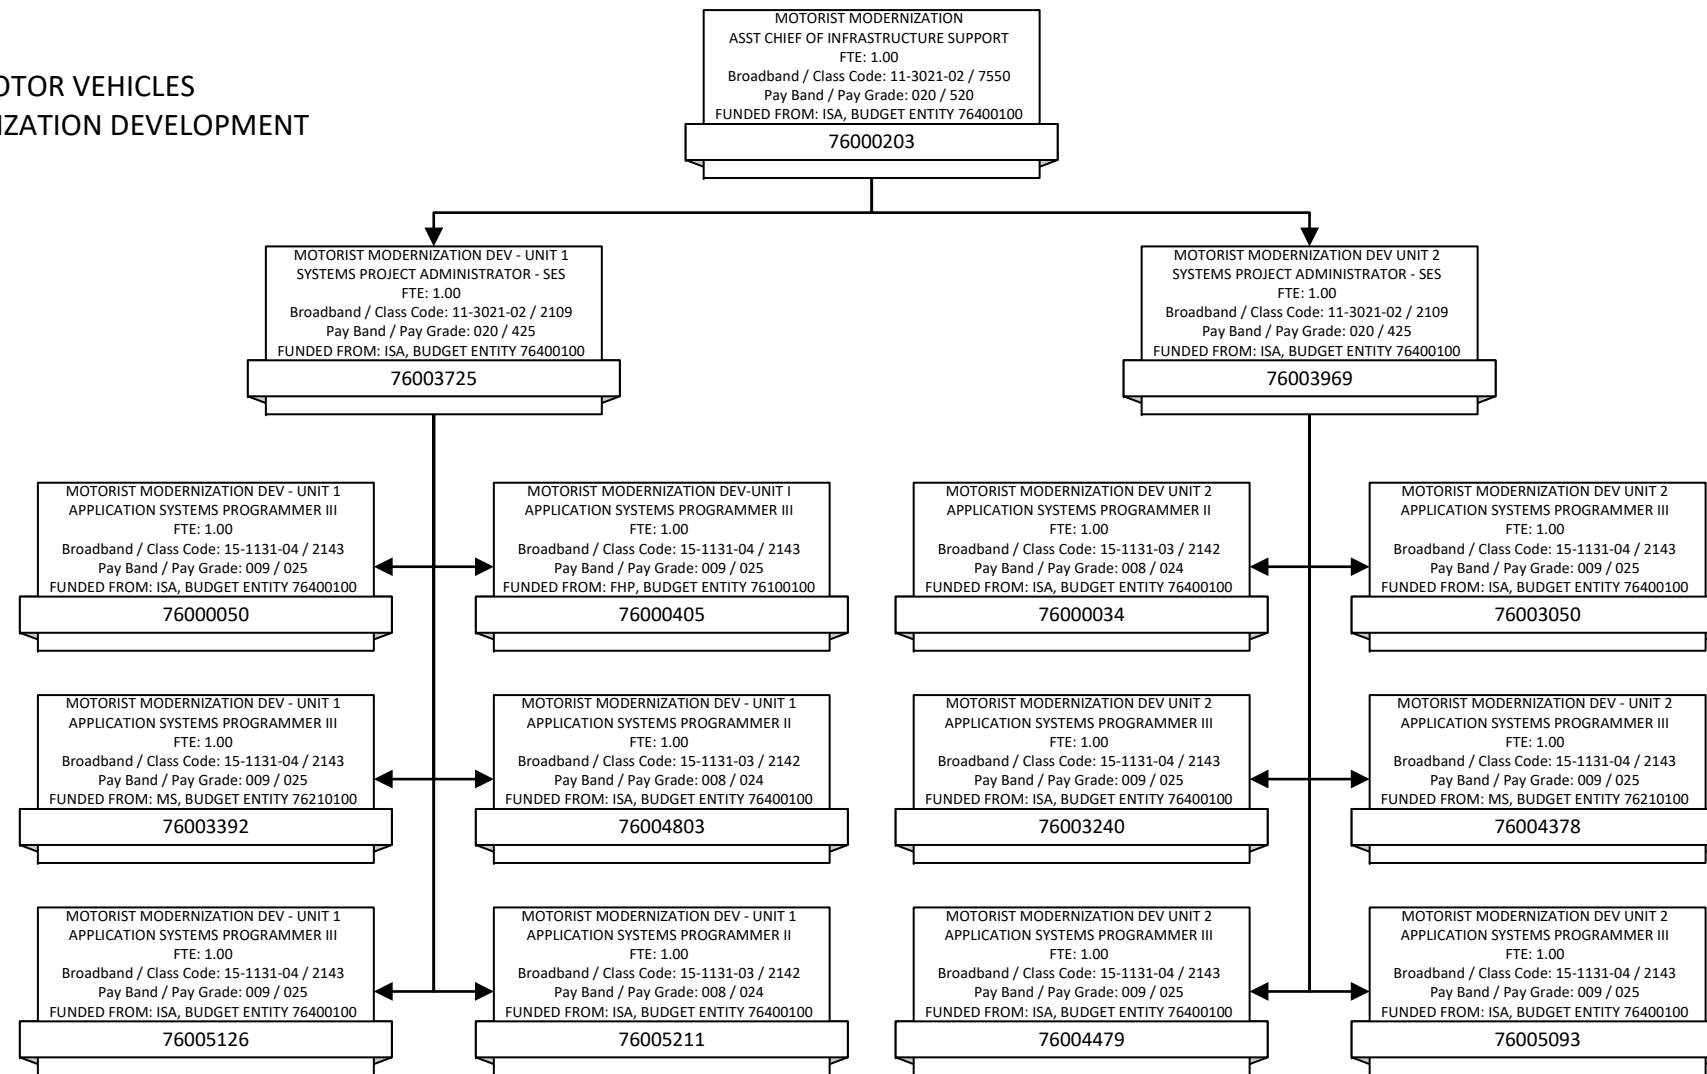 MOTORIST MODERNIZATION
ASST CHIEF OF INFRASTRUCTURE SUPPORT
FTE: 1.00
Broadband / Class Code: 11-3021-02 / 7550
Pay Band / Pay Grade: 020 / 520
FUNDED FROM: ISA, BUDGET ENTITY 76400100
76000203
OTOR VEHICLES
IZATION DEVELOPMENT
MOTORIST MODERNIZATION DEV - UNIT 1
SYSTEMS PROJECT ADMINISTRATOR - SES
FTE: 1.00
Broadband / Class Code: 11-3021-02 / 2109
Pay Band / Pay Grade: 020 / 425
FUNDED FROM: ISA, BUDGET ENTITY 76400100
76003725
MOTORIST MODERNIZATION DEV UNIT 2
SYSTEMS PROJECT ADMINISTRATOR - SES
FTE: 1.00
Broadband / Class Code: 11-3021-02 / 2109
Pay Band / Pay Grade: 020 / 425
FUNDED FROM: ISA, BUDGET ENTITY 76400100
76003969
MOTORIST MODERNIZATION DEV - UNIT 1
APPLICATION SYSTEMS PROGRAMMER III
FTE: 1.00
Broadband / Class Code: 15-1131-04 / 2143
Pay Band / Pay Grade: 009 / 025
FUNDED FROM: ISA, BUDGET ENTITY 76400100
76000050
MOTORIST MODERNIZATION DEV-UNIT I
APPLICATION SYSTEMS PROGRAMMER III
FTE: 1.00
Broadband / Class Code: 15-1131-04 / 2143
Pay Band / Pay Grade: 009 / 025
FUNDED FROM: FHP, BUDGET ENTITY 76100100
76000405
MOTORIST MODERNIZATION DEV UNIT 2
APPLICATION SYSTEMS PROGRAMMER II
FTE: 1.00
Broadband / Class Code: 15-1131-03 / 2142
Pay Band / Pay Grade: 008 / 024
FUNDED FROM: ISA, BUDGET ENTITY 76400100
76000034
MOTORIST MODERNIZATION DEV UNIT 2
APPLICATION SYSTEMS PROGRAMMER III
FTE: 1.00
Broadband / Class Code: 15-1131-04 / 2143
Pay Band / Pay Grade: 009 / 025
FUNDED FROM: ISA, BUDGET ENTITY 76400100
76003050
MOTORIST MODERNIZATION DEV - UNIT 1
APPLICATION SYSTEMS PROGRAMMER III
FTE: 1.00
Broadband / Class Code: 15-1131-04 / 2143
Pay Band / Pay Grade: 009 / 025
FUNDED FROM: MS, BUDGET ENTITY 76210100
76003392
MOTORIST MODERNIZATION DEV - UNIT 1
APPLICATION SYSTEMS PROGRAMMER II
FTE: 1.00
Broadband / Class Code: 15-1131-03 / 2142
Pay Band / Pay Grade: 008 / 024
FUNDED FROM: ISA, BUDGET ENTITY 76400100
76004803
MOTORIST MODERNIZATION DEV UNIT 2
APPLICATION SYSTEMS PROGRAMMER III
FTE: 1.00
Broadband / Class Code: 15-1131-04 / 2143
Pay Band / Pay Grade: 009 / 025
FUNDED FROM: ISA, BUDGET ENTITY 76400100
76003240
MOTORIST MODERNIZATION DEV - UNIT 2
APPLICATION SYSTEMS PROGRAMMER III
FTE: 1.00
Broadband / Class Code: 15-1131-04 / 2143
Pay Band / Pay Grade: 009 / 025
FUNDED FROM: MS, BUDGET ENTITY 76210100
76004378
MOTORIST MODERNIZATION DEV - UNIT 1
APPLICATION SYSTEMS PROGRAMMER III
FTE: 1.00
Broadband / Class Code: 15-1131-04 / 2143
Pay Band / Pay Grade: 009 / 025
FUNDED FROM: ISA, BUDGET ENTITY 76400100
76005126
MOTORIST MODERNIZATION DEV - UNIT 1
APPLICATION SYSTEMS PROGRAMMER II
FTE: 1.00
Broadband / Class Code: 15-1131-03 / 2142
Pay Band / Pay Grade: 008 / 024
FUNDED FROM: ISA, BUDGET ENTITY 76400100
76005211
MOTORIST MODERNIZATION DEV UNIT 2
APPLICATION SYSTEMS PROGRAMMER III
FTE: 1.00
Broadband / Class Code: 15-1131-04 / 2143
Pay Band / Pay Grade: 009 / 025
FUNDED FROM: ISA, BUDGET ENTITY 76400100
76004479
MOTORIST MODERNIZATION DEV UNIT 2
APPLICATION SYSTEMS PROGRAMMER III
FTE: 1.00
Broadband / Class Code: 15-1131-04 / 2143
Pay Band / Pay Grade: 009 / 025
FUNDED FROM: ISA, BUDGET ENTITY 76400100
76005093